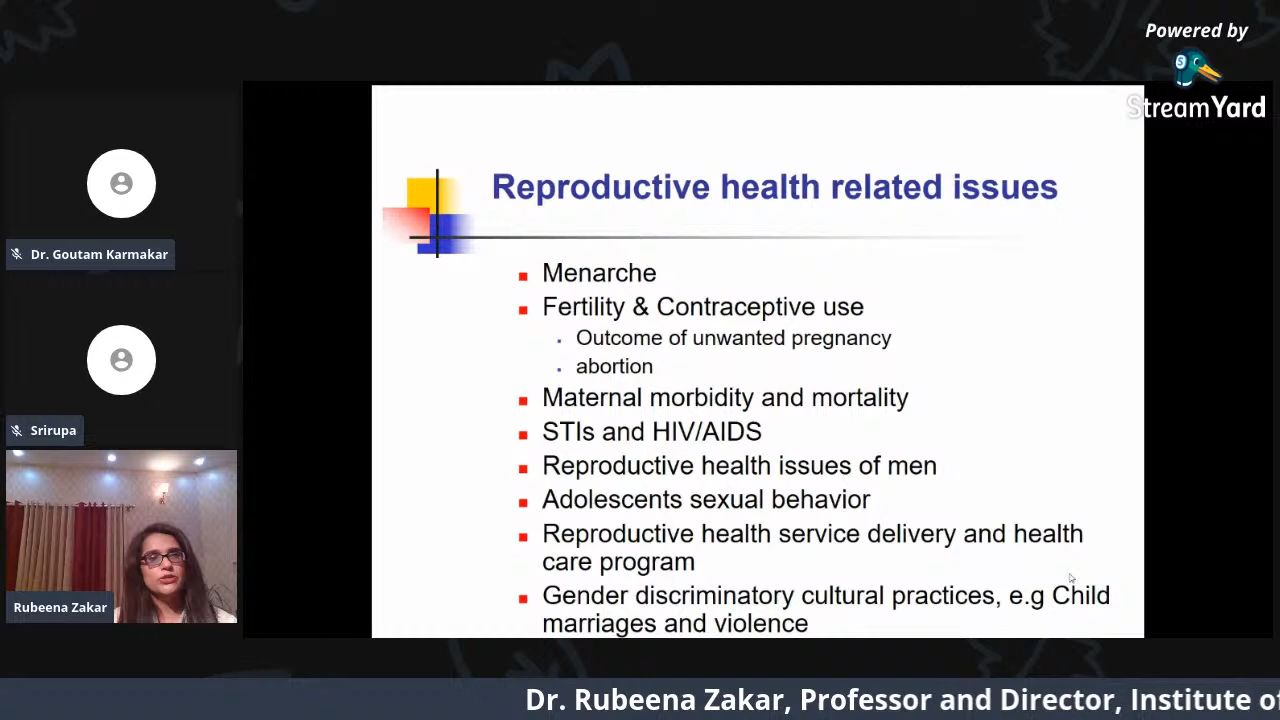 Powered by
StreamYard
Dr. Goutam Karmakar
Srirupa
Rubeena Zakar
Reproductive health related issues
Menarche
Fertility & Contraceptive use
Outcome of unwanted pregnancy
abortion
Maternal morbidity and mortality
STIs and HIV/AIDS
Reproductive health issues of men
Adolescents sexual behavior
Reproductive health service delivery and health
care program
Gender discriminatory cultural practices, e.g Child
marriages and violence
Dr. Rubeena Zakar, Professor and Director, Institute of